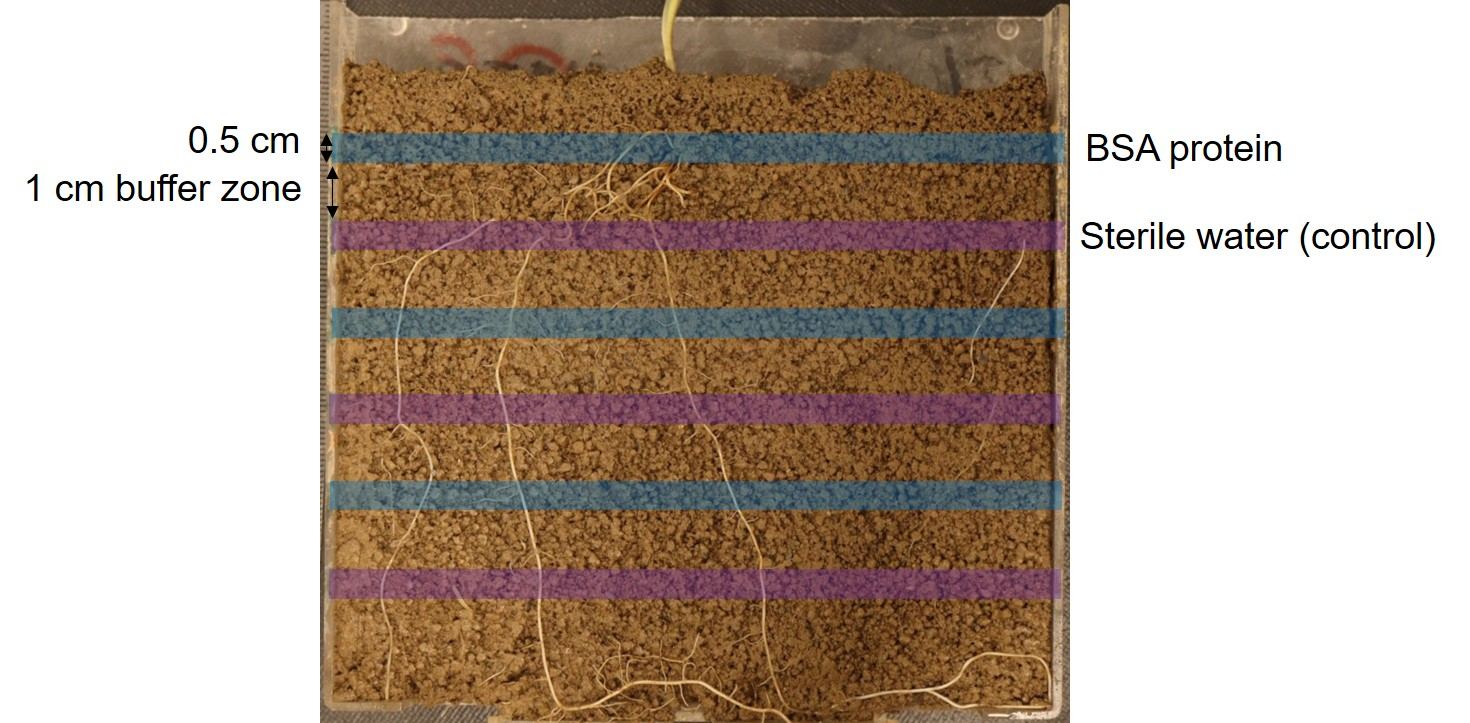 0.5 cm
BSA protein
1 cm buffer zone
Sterile water (control)